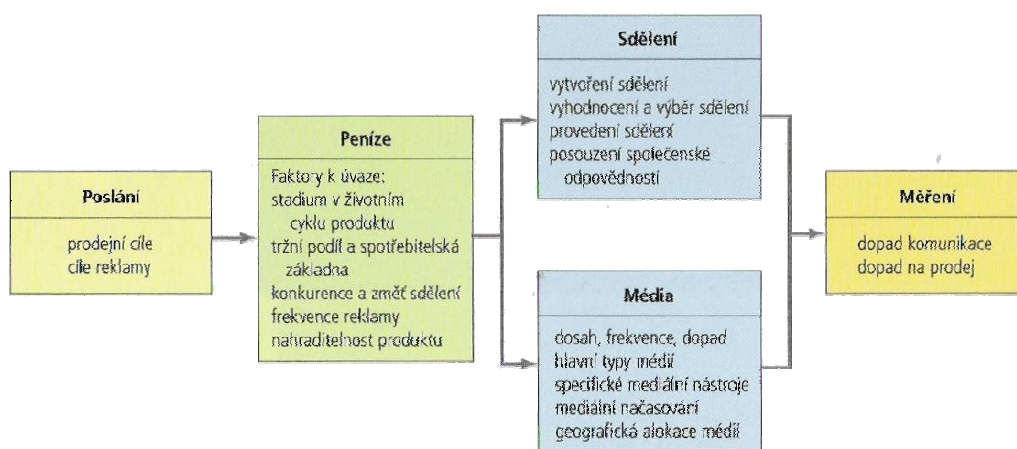 Poslání
prodejní cíle
cíle reklamy
Peníze
Faktory k úvaze:
stadium v životním
cyklu produktu
tržní podíl a spotřebitelská
základna
konkurence a změť sdělení
frekvence reklamy
nahraditelnost produktu
Sdělení
vytvoření sdělení
vyhodnocení a výběr sdělení
provedení sdělení
posouzení společenské
odpovědností
Média
dosah, frekvence, dopad
hlavní typy médií
specifické mediální nástroje
mediální načasování
geografická alokace médií
Měření
dopad komunikace
dopad na prodej